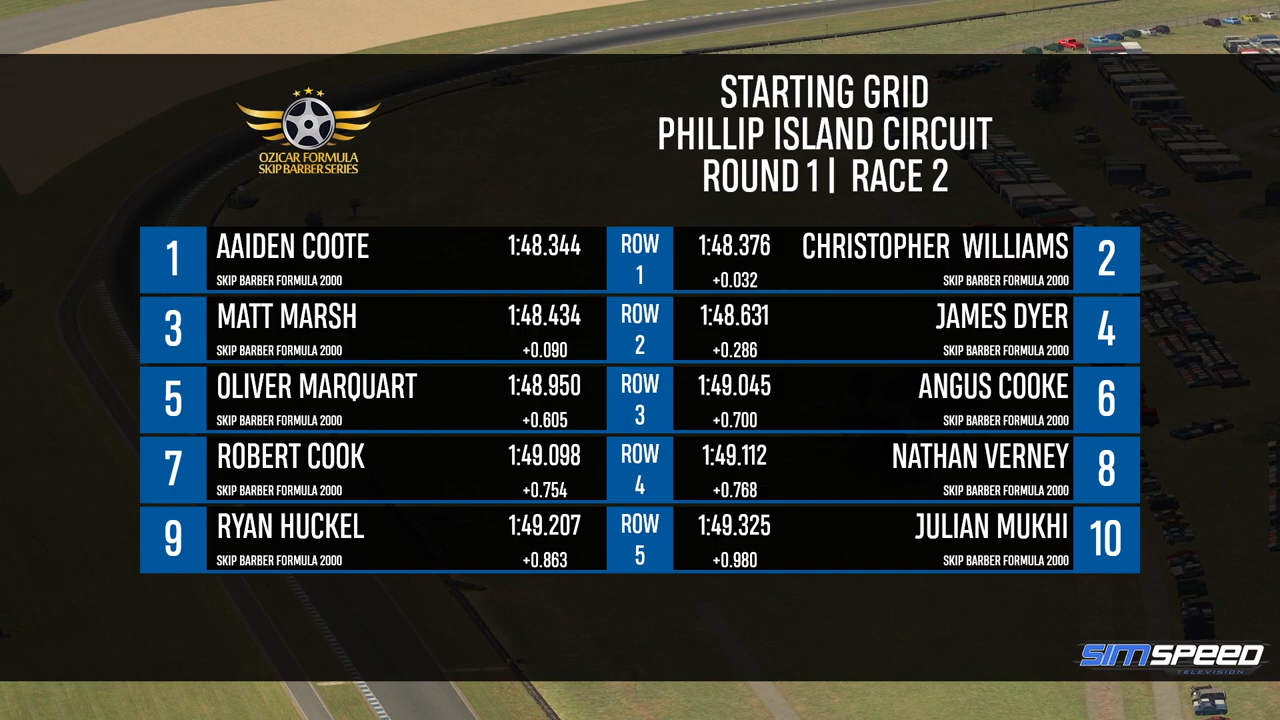 OZICAR FORMULA
SKIP BARBER SERIES
STARTING GRID
PHILLIP ISLAND CIRCUIT
ROUND 1 | RACE 2
1 AAIDEN COOTE 1:48.344 ROW 1:48.376 CHRISTOPHER WILLIAMS 2
SKIP BARBER FORMULA 2000 1 +0.032 SKIP BARBER FORMULA 2000
3 MATT MARSH 1:48.434 ROW 1:48.631 JAMES DYER 4
SKIP BARBER FORMULA 2000 +0.090 2 +0.286 SKIP BARBER FORMULA 2000
5 OLIVER MARQUART 1:48.950 ROW 1:49.045 ANGUS COOKE 6
SKIP BARBER FORMULA 2000 +0.605 3 +0.700 SKIP BARBER FORMULA 2000
7 ROBERT COOK 1:49.098 ROW 1:49.112 NATHAN VERNEY 8
SKIP BARBER FORMULA 2000 +0.754 4 +0.768 SKIP BARBER FORMULA 2000
9 RYAN HUCKEL 1:49.207 ROW 1:49.325 JULIAN MUKHI 10
SKIP BARBER FORMULA 2000 +0.863 5 +0.980 SKIP BARBER FORMULA 2000
SIMSPEED
TELEVISION